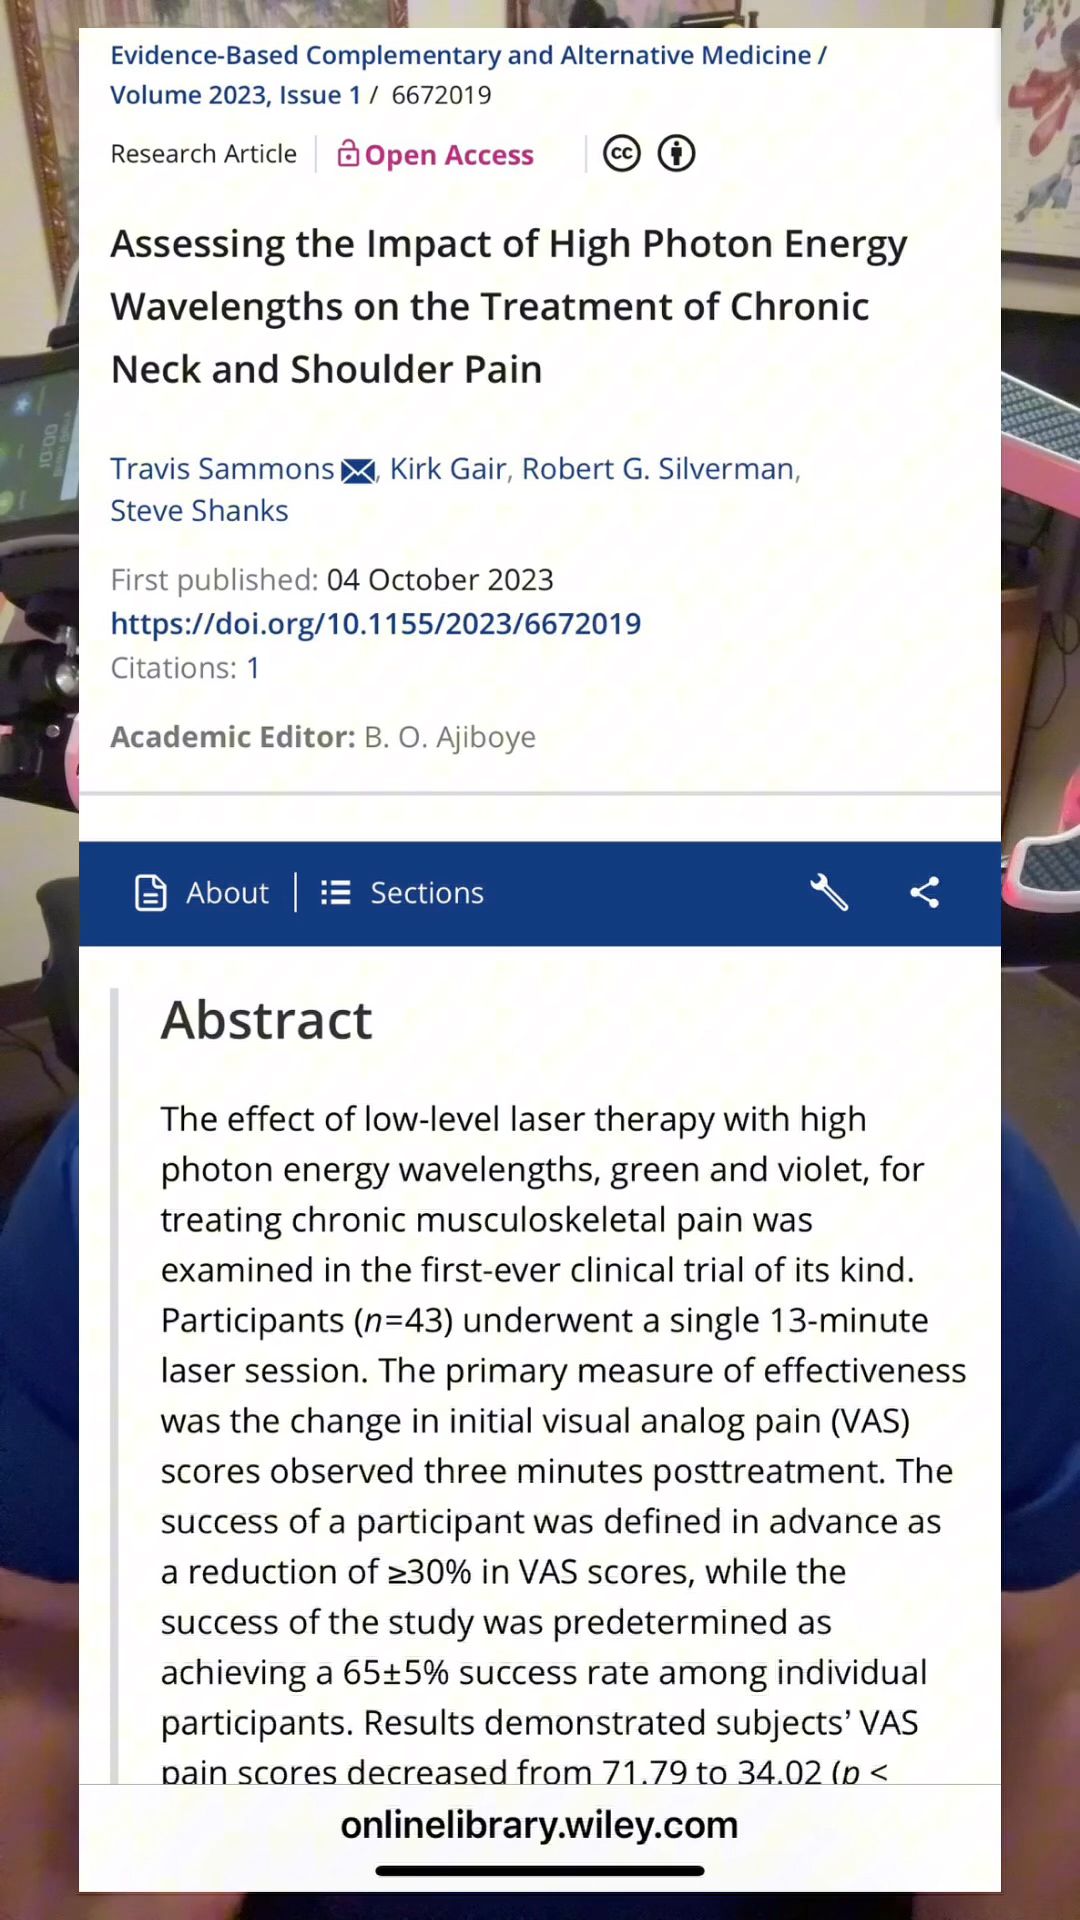 Evidence-Based Complementary and Alternative Medicine /
Volume 2023, Issue 1 / 6672019
Research Article
Open Access
cc
Assessing the Impact of High Photon Energy
Wavelengths on the Treatment of Chronic
Neck and Shoulder Pain
Travis Sammons, Kirk Gair, Robert G. Silverman,
Steve Shanks
First published: 04 October 2023
https://doi.org/10.1155/2023/6672019
Citations: 1
Academic Editor: B. O. Ajiboye
About
Sections
Abstract
The effect of low-level laser therapy with high
photon energy wavelengths, green and violet, for
treating chronic musculoskeletal pain was
examined in the first-ever clinical trial of its kind.
Participants (n=43) underwent a single 13-minute
laser session. The primary measure of effectiveness
was the change in initial visual analog pain (VAS)
scores observed three minutes posttreatment. The
success of a participant was defined in advance as
a reduction of ≥30% in VAS scores, while the
success of the study was predetermined as
achieving a 65±5% success rate among individual
participants. Results demonstrated subjects’ VAS
pain scores decreased from 71.79 to 34.02 (p <
onlinelibrary.wiley.com
00:01